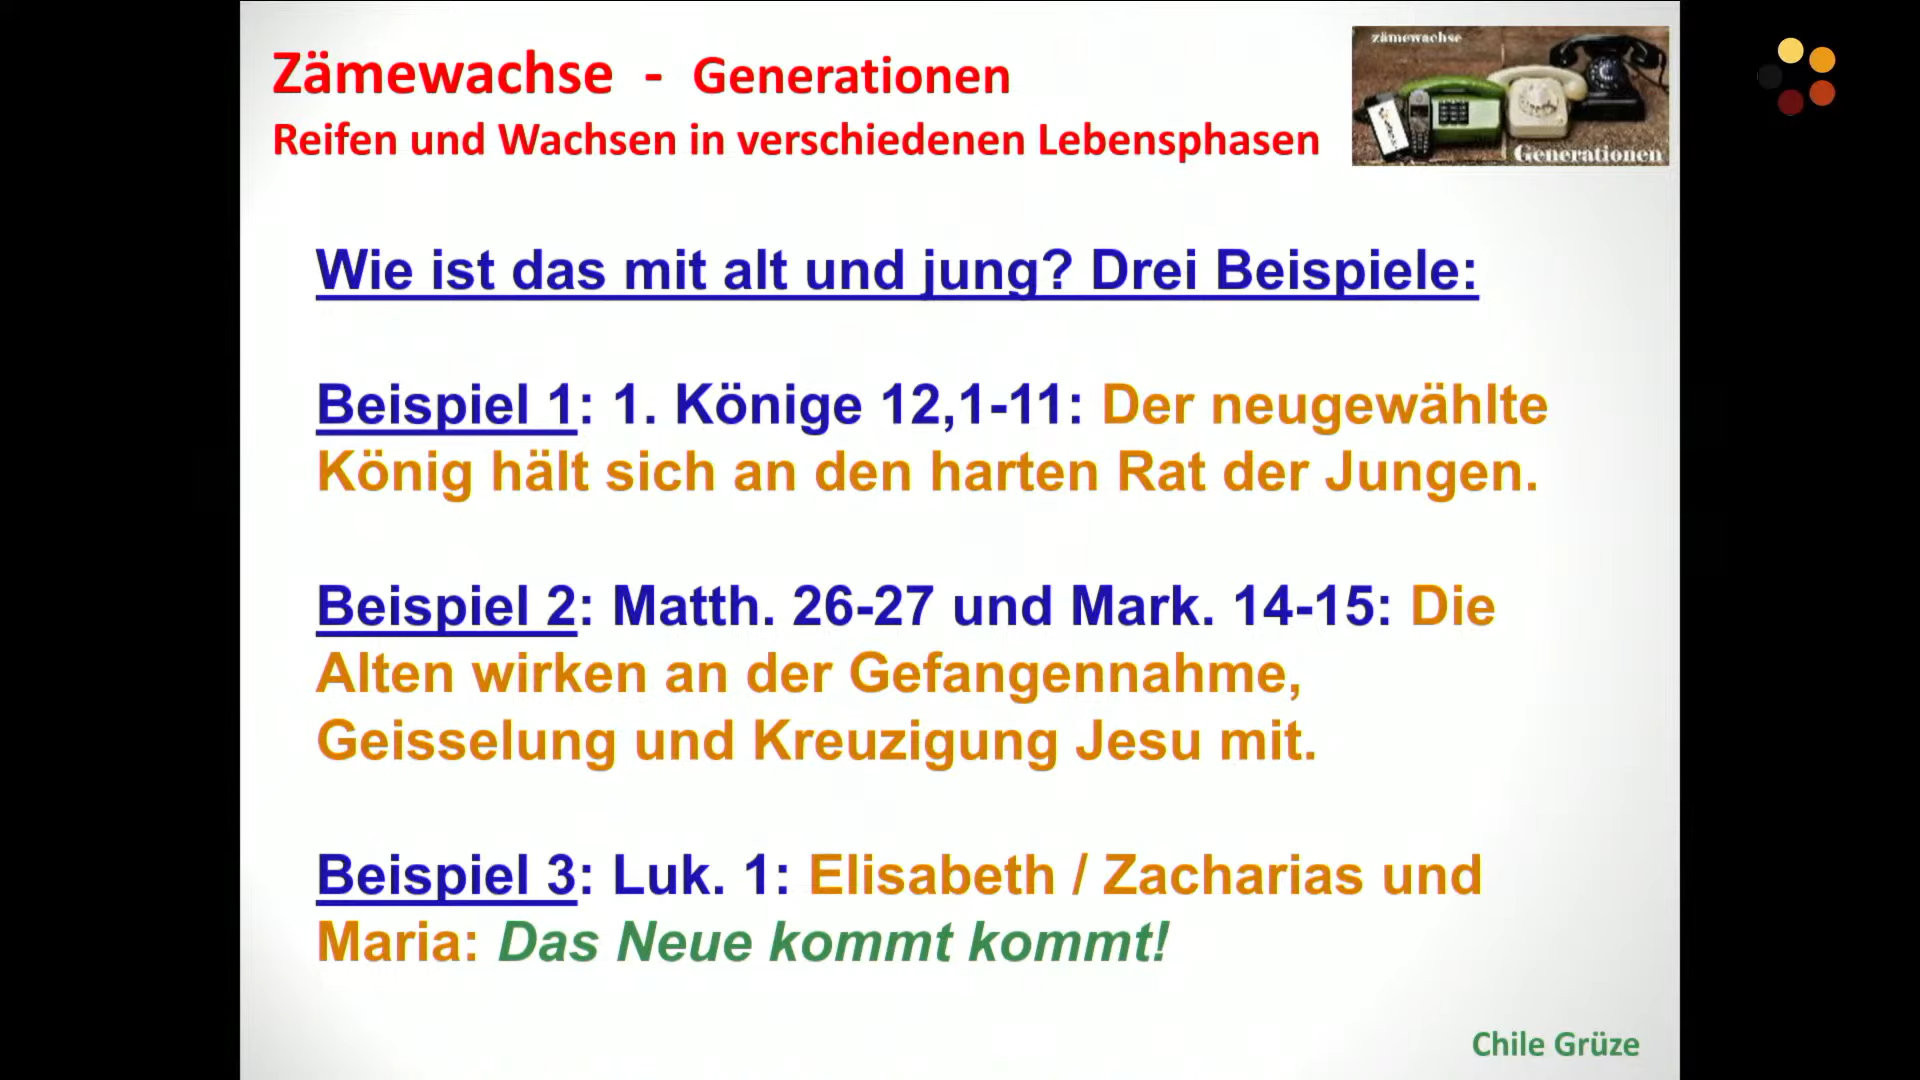 Zämewachse - Generationen
Reifen und Wachsen in verschiedenen Lebensphasen
zämewachse
Generationen
Wie ist das mit alt und jung? Drei Beispiele:
Beispiel 1: 1. Könige 12,1-11: Der neugewählte
König hält sich an den harten Rat der Jungen.
Beispiel 2: Matth. 26-27 und Mark. 14-15: Die
Alten wirken an der Gefangennahme,
Geisselung und Kreuzigung Jesu mit.
Beispiel 3: Luk. 1: Elisabeth / Zacharias und
Maria: Das Neue kommt kommt!
Chile Grüze